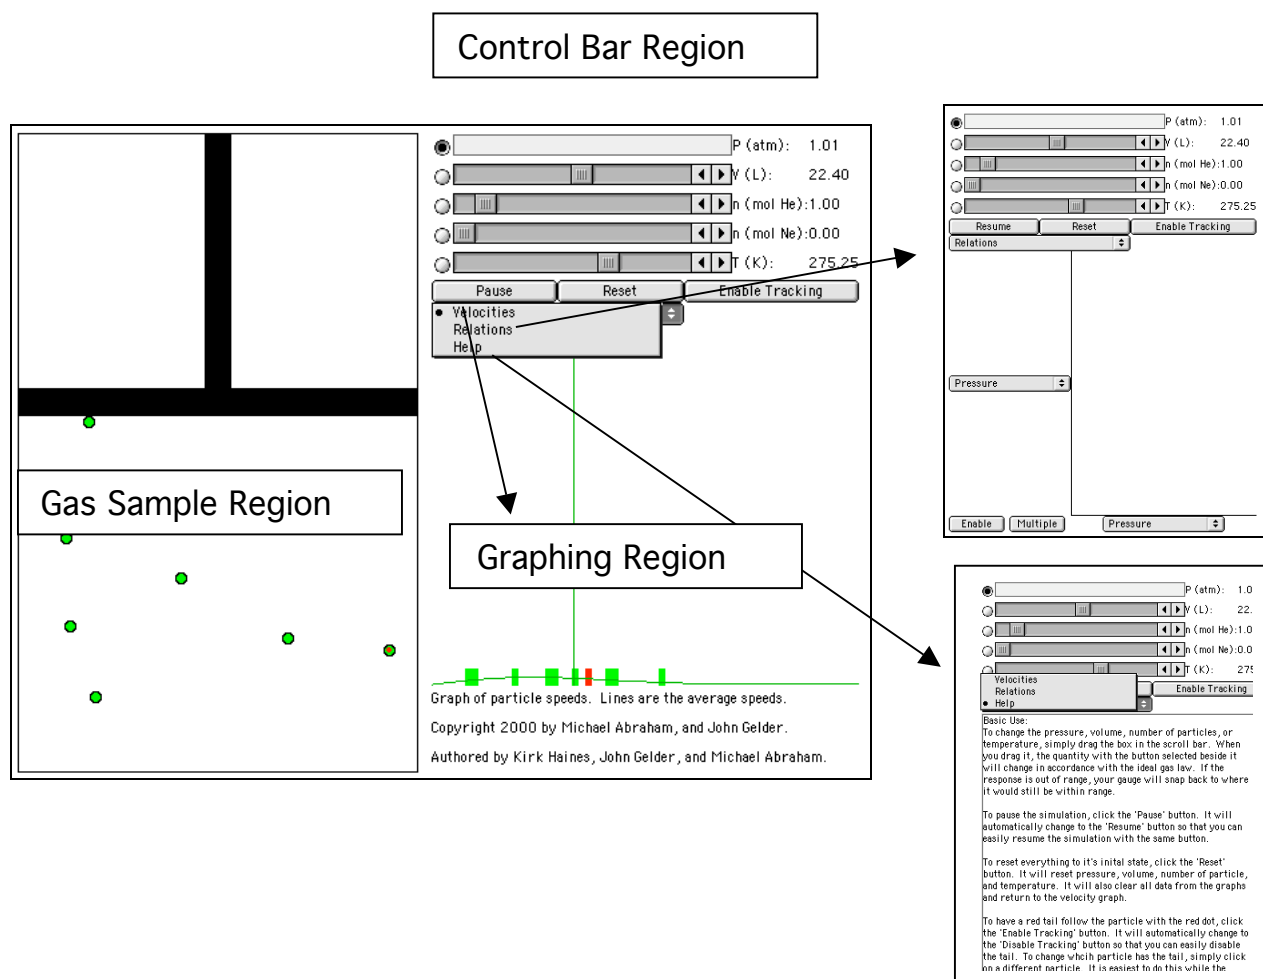 Control Bar Region
P (atm): 1.01
V (L): 22.40
n (mol He):1.00
n (mol Ne):0.00
T (K): 275.25
Pause Reset Enable Tracking
Velocities
Relations
Help
Gas Sample Region
Graphing Region
Graph of particle speeds. Lines are the average speeds.
Copyright 2000 by Michael Abraham, and John Gelder.
Authored by Kirk Haines, John Gelder, and Michael Abraham.
P (atm): 1.01
V (L): 22.40
n (mol He):1.00
n (mol Ne):0.00
T (K): 275.25
Resume Reset Enable Tracking
Relations
Pressure
Enable Multiple Pressure
P (atm): 1.0
V (L): 22.
n (mol He):1.0
n (mol Ne):0.0
T (K): 275
Velocities
Relations
Help
Enable Tracking
Basic Use:
To change the pressure, volume, number of particles, or
temperature, simply drag the box in the scroll bar. When
you drag it, the quantity with the button selected beside it
will change in accordance with the ideal gas law. If the
response is out of range, your gauge will snap back to where
it would still be within range.
To pause the simulation, click the 'Pause' button. It will
automatically change to the 'Resume' button so that you can
easily resume the simulation with the same button.
To reset everything to it's inital state, click the 'Reset'
button. It will reset pressure, volume, number of particle,
and temperature. It will also clear all data from the graphs
and return to the velocity graph.
To have a red tail follow the particle with the red dot, click
the 'Enable Tracking' button. It will automatically change to
the 'Disable Tracking' button so that you can easily disable
the tail. To change whcih particle has the tail, simply click
on a different particle. It is easiest to do this while the